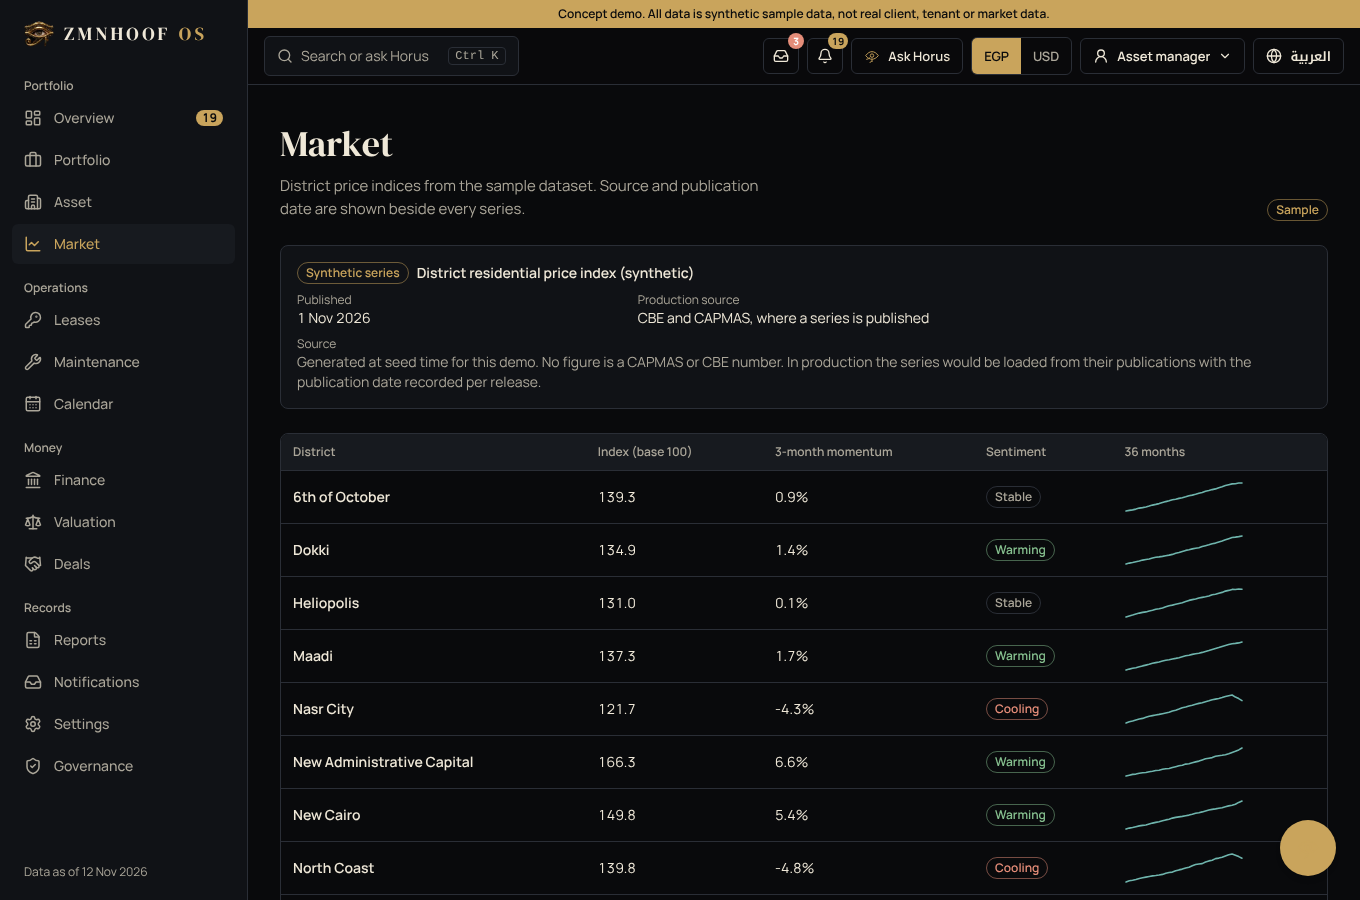 ZMNHOOF OS
Portfolio
Overview 19
Portfolio
Asset
Market
Operations
Leases
Maintenance
Calendar
Money
Finance
Valuation
Deals
Records
Reports
Notifications
Settings
Governance
Data as of 12 Nov 2026
Concept demo. All data is synthetic sample data, not real client, tenant or market data.
Search or ask Horus Ctrl K
3
19
Ask Horus
EGP USD
Asset manager
العربية
Market
District price indices from the sample dataset. Source and publication
date are shown beside every series.
Sample
Synthetic series District residential price index (synthetic)
Published Production source
1 Nov 2026 CBE and CAPMAS, where a series is published
Source
Generated at seed time for this demo. No figure is a CAPMAS or CBE number. In production the series would be loaded from their publications with the
publication date recorded per release.
District Index (base 100) 3-month momentum Sentiment 36 months
6th of October 139.3 0.9% Stable
Dokki 134.9 1.4% Warming
Heliopolis 131.0 0.1% Stable
Maadi 137.3 1.7% Warming
Nasr City 121.7 -4.3% Cooling
New Administrative Capital 166.3 6.6% Warming
New Cairo 149.8 5.4% Warming
North Coast 139.8 -4.8% Cooling